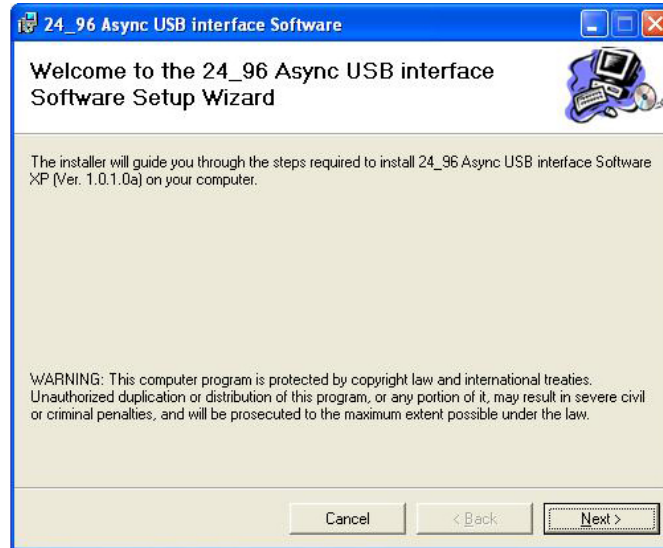 24_96 Async USB interface Software
Welcome to the 24_96 Async USB interface
Software Setup Wizard
The installer will guide you through the steps required to install 24_96 Async USB interface Software
XP (Ver. 1.0.1.0a) on your computer.
WARNING: This computer program is protected by copyright law and international treaties.
Unauthorized duplication or distribution of this program, or any portion of it, may result in severe civil
or criminal penalties, and will be prosecuted to the maximum extent possible under the law.
Cancel
< Back
Next >